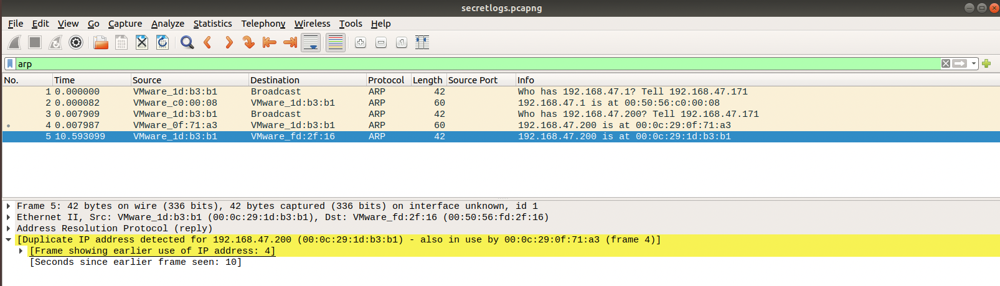 secretlogs.pcapng
File Edit View Go Capture Analyze Statistics Telephony Wireless Tools Help
arp
No. Time Source Destination Protocol Length Source Port Info
1 0.000000 VMware_1d:b3:b1 Broadcast ARP 42 Who has 192.168.47.1? Tell 192.168.47.171
2 0.000082 VMware_c0:00:08 VMware_1d:b3:b1 ARP 60 192.168.47.1 is at 00:50:56:c0:00:08
3 0.007909 VMware_1d:b3:b1 Broadcast ARP 42 Who has 192.168.47.200? Tell 192.168.47.171
4 0.007987 VMware_0f:71:a3 VMware_1d:b3:b1 ARP 60 192.168.47.200 is at 00:0c:29:0f:71:a3
5 10.593099 VMware_1d:b3:b1 VMware_fd:2f:16 ARP 42 192.168.47.200 is at 00:0c:29:1d:b3:b1
Frame 5: 42 bytes on wire (336 bits), 42 bytes captured (336 bits) on interface unknown, id 1
Ethernet II, Src: VMware_1d:b3:b1 (00:0c:29:1d:b3:b1), Dst: VMware_fd:2f:16 (00:50:56:fd:2f:16)
Address Resolution Protocol (reply)
[Duplicate IP address detected for 192.168.47.200 (00:0c:29:1d:b3:b1) - also in use by 00:0c:29:0f:71:a3 (frame 4)]
[Frame showing earlier use of IP address: 4]
[Seconds since earlier frame seen: 10]